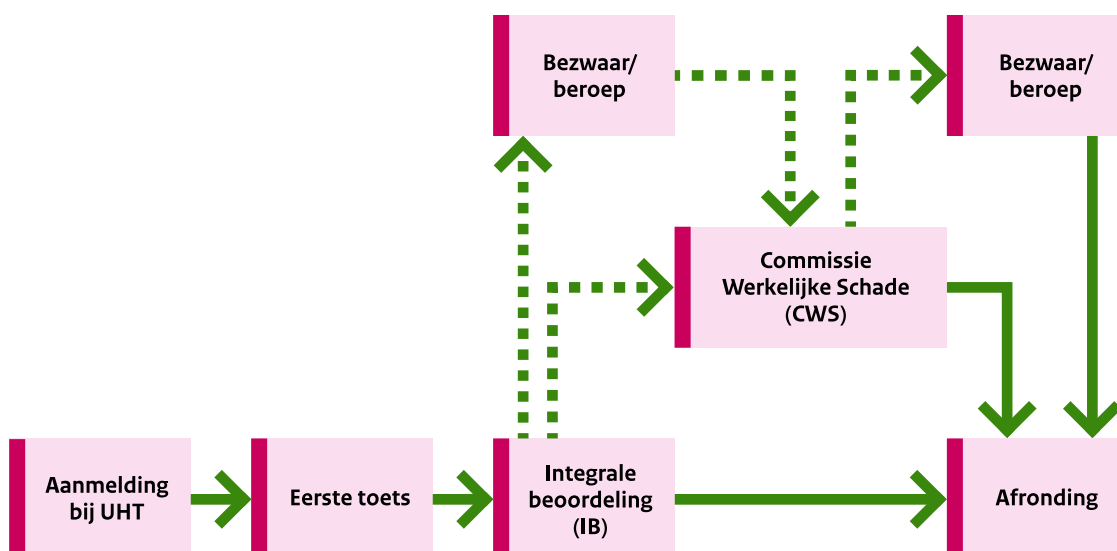 Bezwaar/
beroep
Bezwaar/
beroep
Commissie
Werkelijke Schade
(CWS)
Aanmelding
bij UHT
Eerste toets
Integrale
beoordeling
(IB)
Afronding